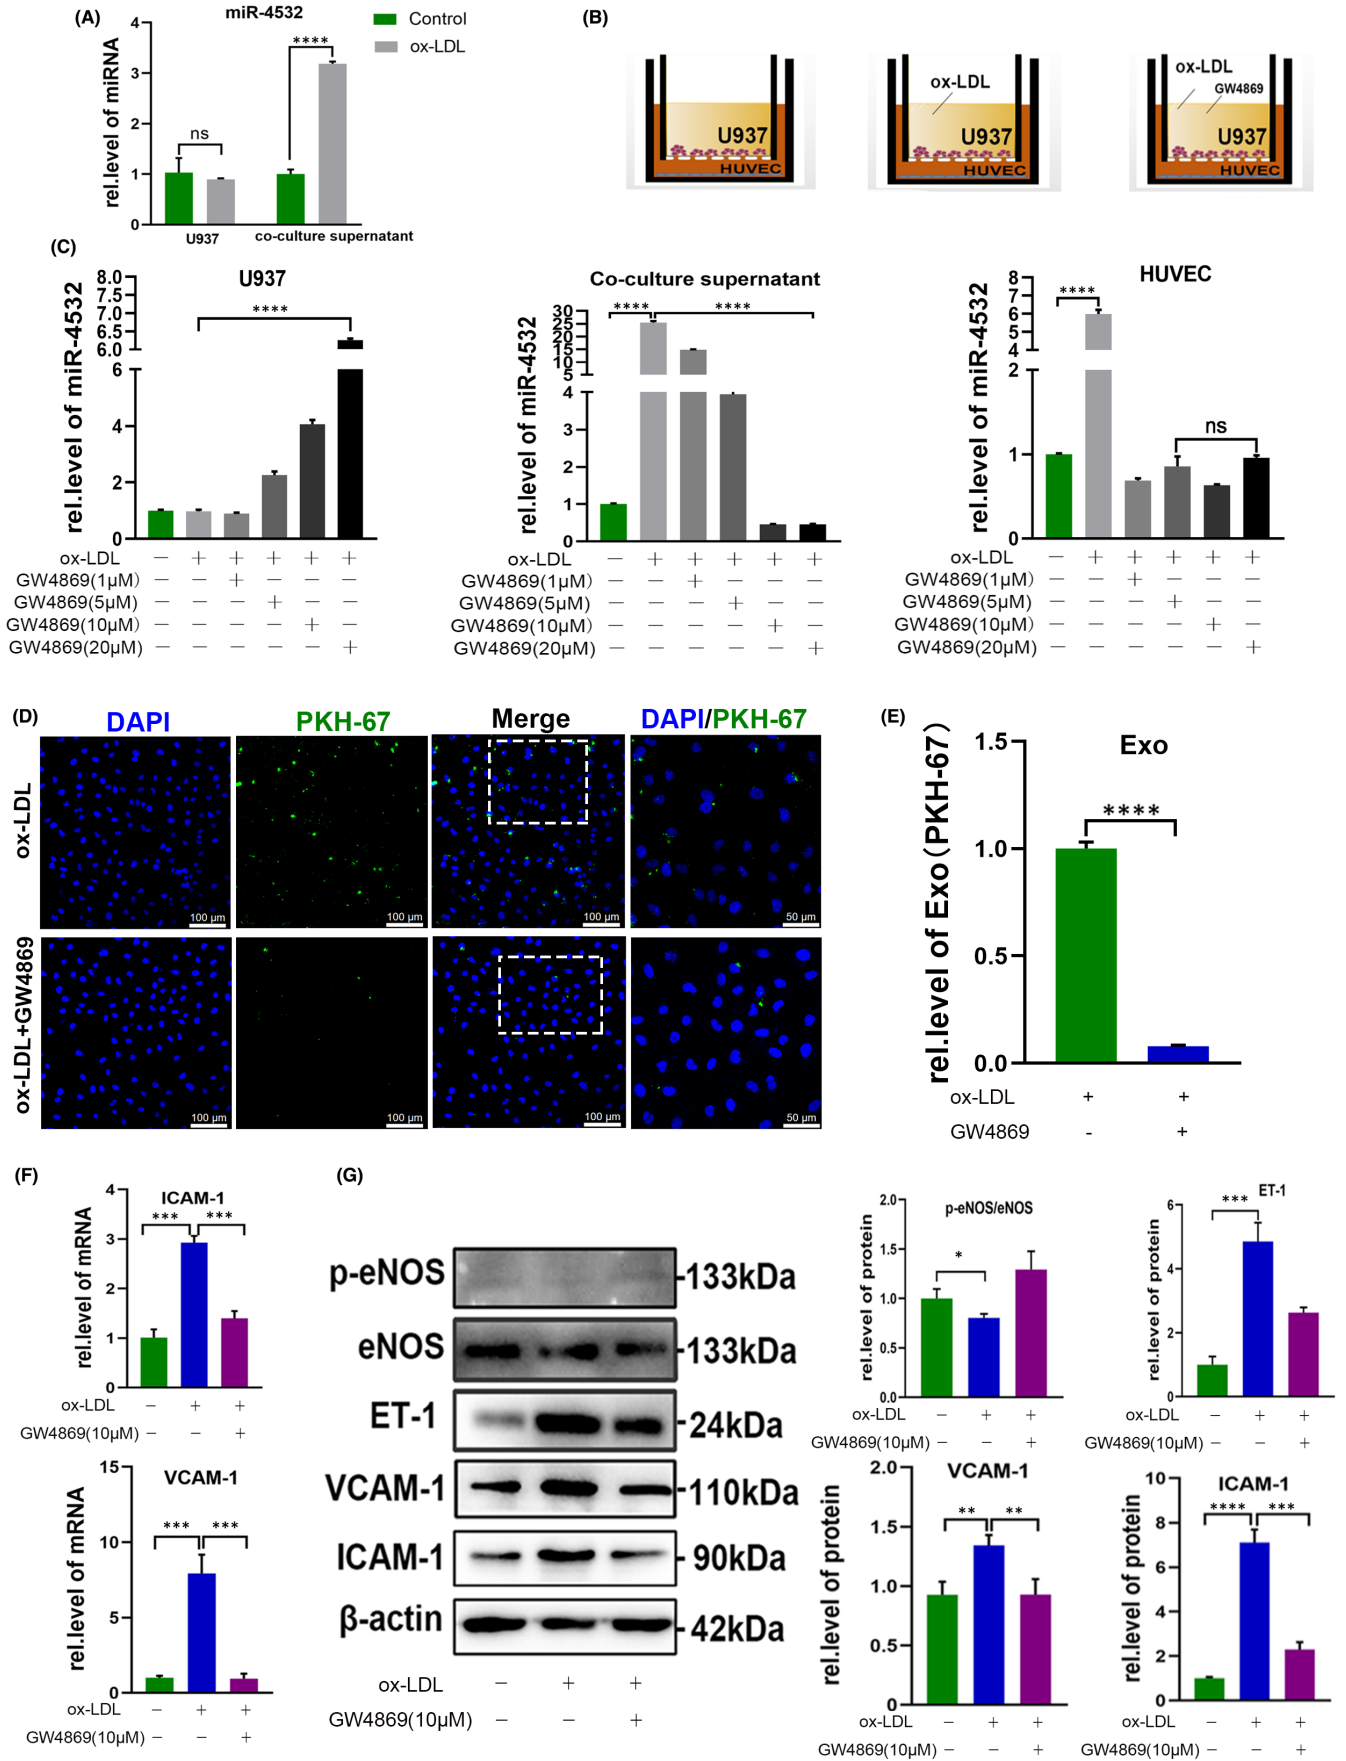 (A)
miR-4532
Control
ox-LDL
rel.level of miRNA
4
3
2
1
0
ns
****
U937
co-culture supernatant
(B)
U937
HUVEC
ox-LDL
U937
HUVEC
ox-LDL
GW4869
U937
HUVEC
(C)
U937
rel.level of miR-4532
8.0
7.5
7.0
6.5
6.0
6
4
2
0
****
ox-LDL — + + + + +
GW4869(1μM) — — + — — —
GW4869(5μM) — — — + — —
GW4869(10μM) — — — — + —
GW4869(20μM) — — — — — +
Co-culture supernatant
rel.level of miR-4532
30
25
20
15
10
5
4
3
2
1
0
**** ****
ox-LDL — + + + + +
GW4869(1μM) — — + — — —
GW4869(5μM) — — — + — —
GW4869(10μM) — — — — + —
GW4869(20μM) — — — — — +
HUVEC
rel.level of miR-4532
8
7
6
5
4
2
1
0
****
ns
ox-LDL — + + + + +
GW4869(1μM) — — + — — —
GW4869(5μM) — — — + — —
GW4869(10μM) — — — — + —
GW4869(20μM) — — — — — +
(D)
DAPI
PKH-67
Merge
DAPI/PKH-67
ox-LDL
100 μm
100 μm
100 μm
50 μm
ox-LDL+GW4869
100 μm
100 μm
100 μm
50 μm
(E)
Exo
rel.level of Exo(PKH-67)
1.5
1.0
0.5
0.0
****
ox-LDL + +
GW4869 - +
(F)
ICAM-1
rel.level of mRNA
4
3
2
1
0
*** ***
ox-LDL — + +
GW4869(10μM) — — +
VCAM-1
rel.level of mRNA
15
10
5
0
*** ***
ox-LDL — + +
GW4869(10μM) — — +
(G)
p-eNOS -133kDa
eNOS -133kDa
ET-1 -24kDa
VCAM-1 -110kDa
ICAM-1 -90kDa
β-actin -42kDa
ox-LDL — + +
GW4869(10μM) — — +
p-eNOS/eNOS
rel.level of protein
2.0
1.5
1.0
0.5
0.0
*
ox-LDL — + +
GW4869(10μM) — — +
ET-1
rel.level of protein
6
4
2
0
***
ox-LDL — + +
GW4869(10μM) — — +
VCAM-1
rel.level of protein
2.0
1.5
1.0
0.5
0
** **
ox-LDL — + +
GW4869(10μM) — — +
ICAM-1
rel.level of protein
10
8
6
4
2
0
**** ***
ox-LDL — + +
GW4869(10μM) — — +